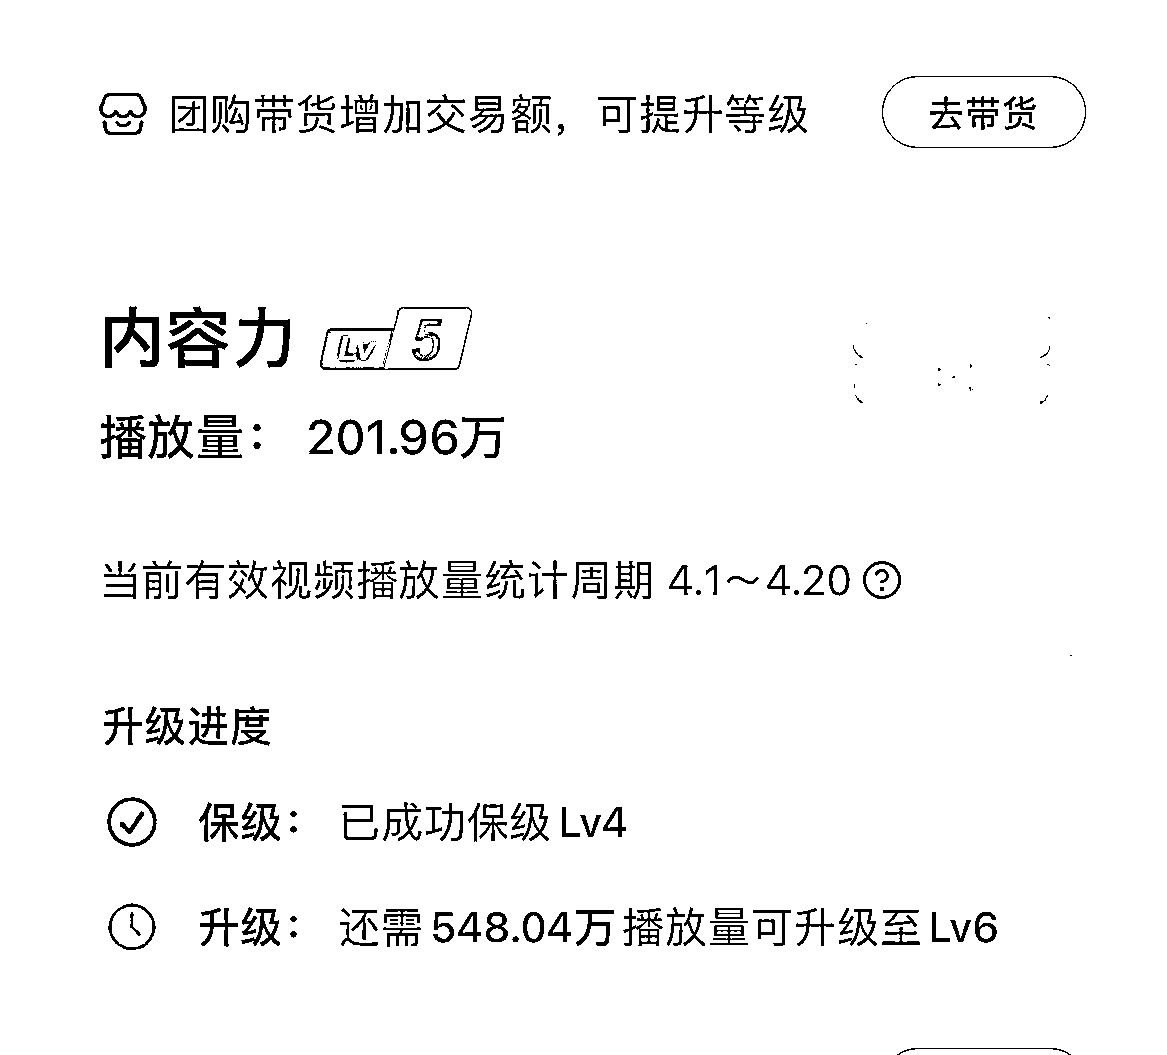 团购带货增加交易额，可提升等级 去带货
内容力 Lv 5
播放量： 201.96万
当前有效视频播放量统计周期 4.1～4.20 ?
升级进度
保级： 已成功保级 Lv4
升级： 还需 548.04万 播放量可升级至 Lv6